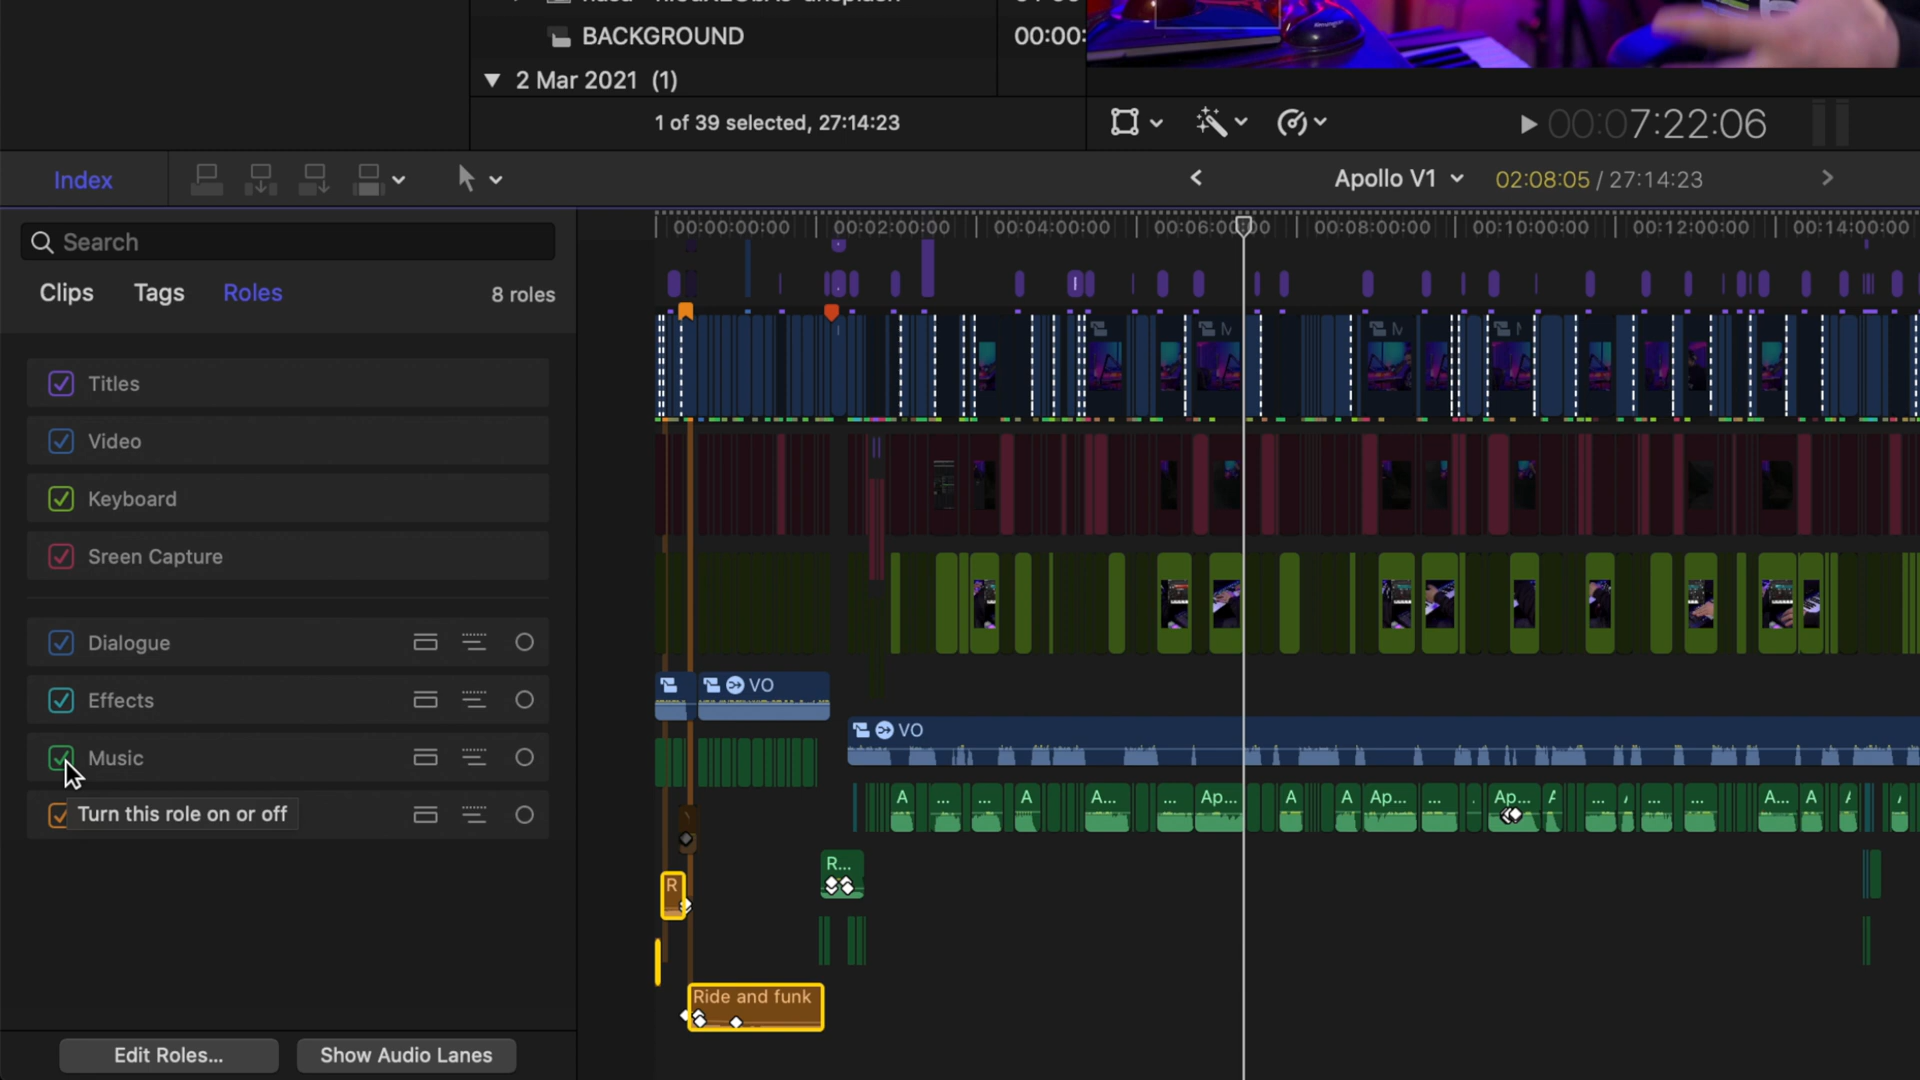 BACKGROUND
00:00:
2 Mar 2021 (1)
1 of 39 selected, 27:14:23
00:07:22:06
Index
Apollo V1
02:08:05 / 27:14:23
Search
00:00:00:00
00:02:00:00
00:04:00:00
00:08:00:00
00:10:00:00
00:12:00:00
00:14:00:00
Clips Tags Roles 8 roles
Titles
Video
Keyboard
Sreen Capture
Dialogue
Effects
Music
Turn this role on or off
VO
VO
A ... ... A A... ... Ap... A A Ap... ... . Ap... A ... ... ... A... A
R...
R
Ride and funk
Edit Roles...
Show Audio Lanes